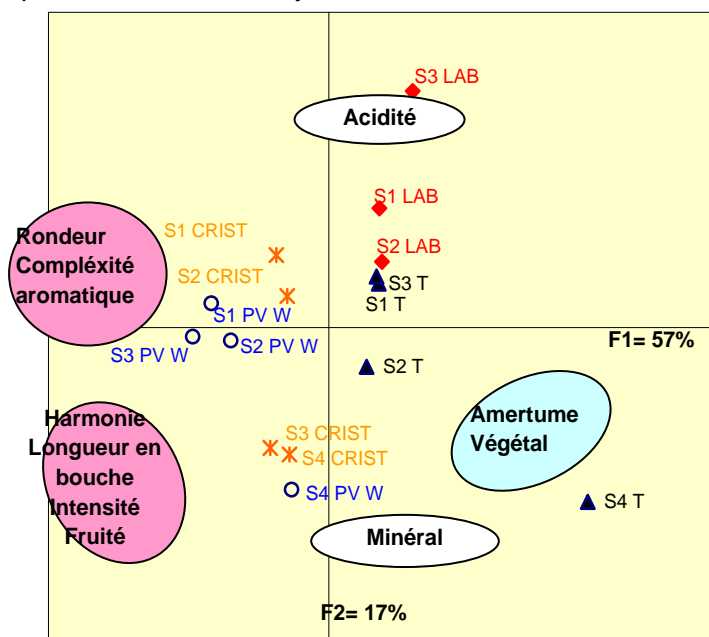 S3 LAB
Acidité
S1 LAB
S1 CRIST
Rondeur
Compléxité
aromatique
S2 CRIST
S2 LAB
S3 T
S1 T
S1 PV W
F1= 57%
S3 PV W
S2 PV W
S2 T
Harmonie
Longueur en
bouche
Intensité
Fruité
Amertume
Végétal
S3 CRIST
S4 CRIST
S4 PV W
S4 T
Minéral
F2= 17%